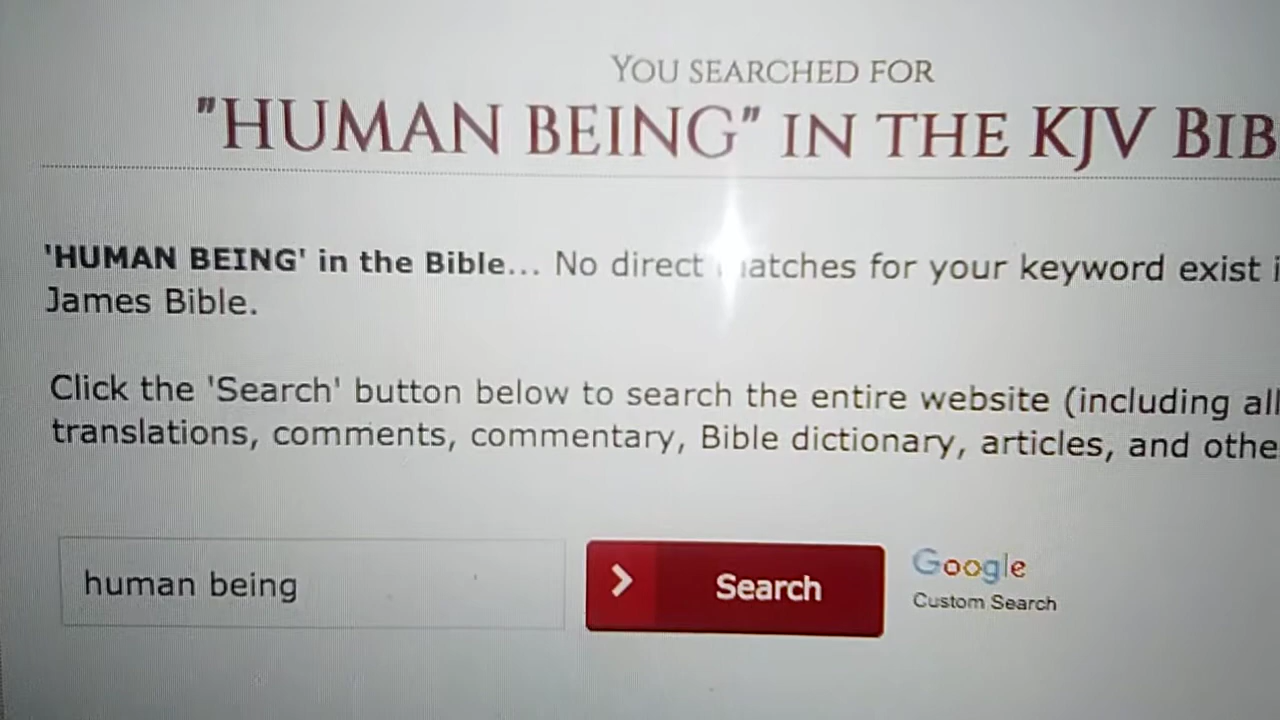 YOU SEARCHED FOR
"HUMAN BEING" IN THE KJV BIB
'HUMAN BEING' in the Bible... No direct matches for your keyword exist i
James Bible.
Click the 'Search' button below to search the entire website (including all
translations, comments, commentary, Bible dictionary, articles, and othe
human being
Search
Google
Custom Search